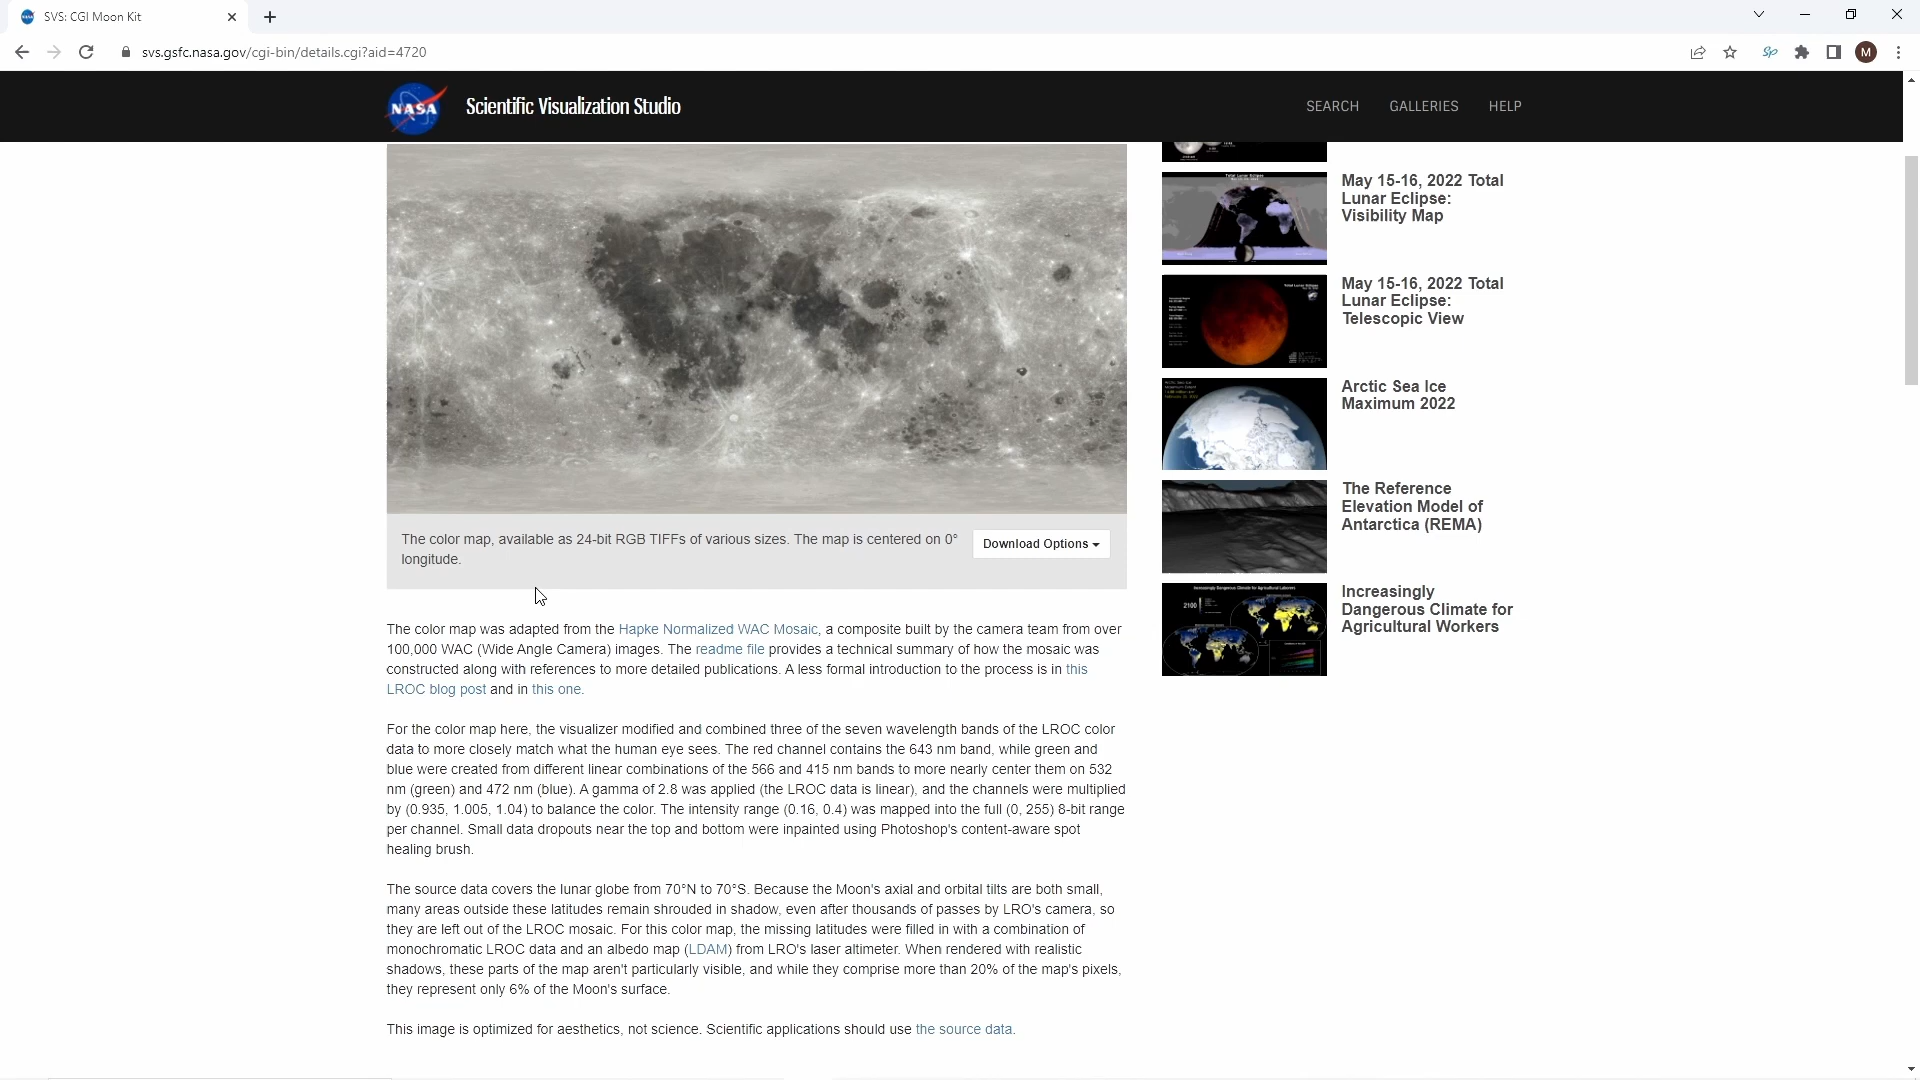 SVS: CGI Moon Kit
svs.gsfc.nasa.gov/cgi-bin/details.cgi?aid=4720
Sp
M
NASA
Scientific Visualization Studio
SEARCH
GALLERIES
HELP
The color map, available as 24-bit RGB TIFFs of various sizes. The map is centered on 0°
longitude.
Download Options
The color map was adapted from the Hapke Normalized WAC Mosaic, a composite built by the camera team from over
100,000 WAC (Wide Angle Camera) images. The readme file provides a technical summary of how the mosaic was
constructed along with references to more detailed publications. A less formal introduction to the process is in this
LROC blog post and in this one.
For the color map here, the visualizer modified and combined three of the seven wavelength bands of the LROC color
data to more closely match what the human eye sees. The red channel contains the 643 nm band, while green and
blue were created from different linear combinations of the 566 and 415 nm bands to more nearly center them on 532
nm (green) and 472 nm (blue). A gamma of 2.8 was applied (the LROC data is linear), and the channels were multiplied
by (0.935, 1.005, 1.04) to balance the color. The intensity range (0.16, 0.4) was mapped into the full (0, 255) 8-bit range
per channel. Small data dropouts near the top and bottom were inpainted using Photoshop's content-aware spot
healing brush.
The source data covers the lunar globe from 70°N to 70°S. Because the Moon's axial and orbital tilts are both small,
many areas outside these latitudes remain shrouded in shadow, even after thousands of passes by LRO's camera, so
they are left out of the LROC mosaic. For this color map, the missing latitudes were filled in with a combination of
monochromatic LROC data and an albedo map (LDAM) from LRO's laser altimeter. When rendered with realistic
shadows, these parts of the map aren't particularly visible, and while they comprise more than 20% of the map's pixels,
they represent only 6% of the Moon's surface.
This image is optimized for aesthetics, not science. Scientific applications should use the source data.
Total Lunar Eclipse
May 15-16, 2022 Total
Lunar Eclipse:
Visibility Map
Total Lunar Eclipse
May 15-16, 2022 Total
Lunar Eclipse:
Telescopic View
Arctic Sea Ice
Maximum 2022
The Reference
Elevation Model of
Antarctica (REMA)
Increasingly Dangerous Climate for Agricultural Laborers
2100
Increasingly
Dangerous Climate for
Agricultural Workers